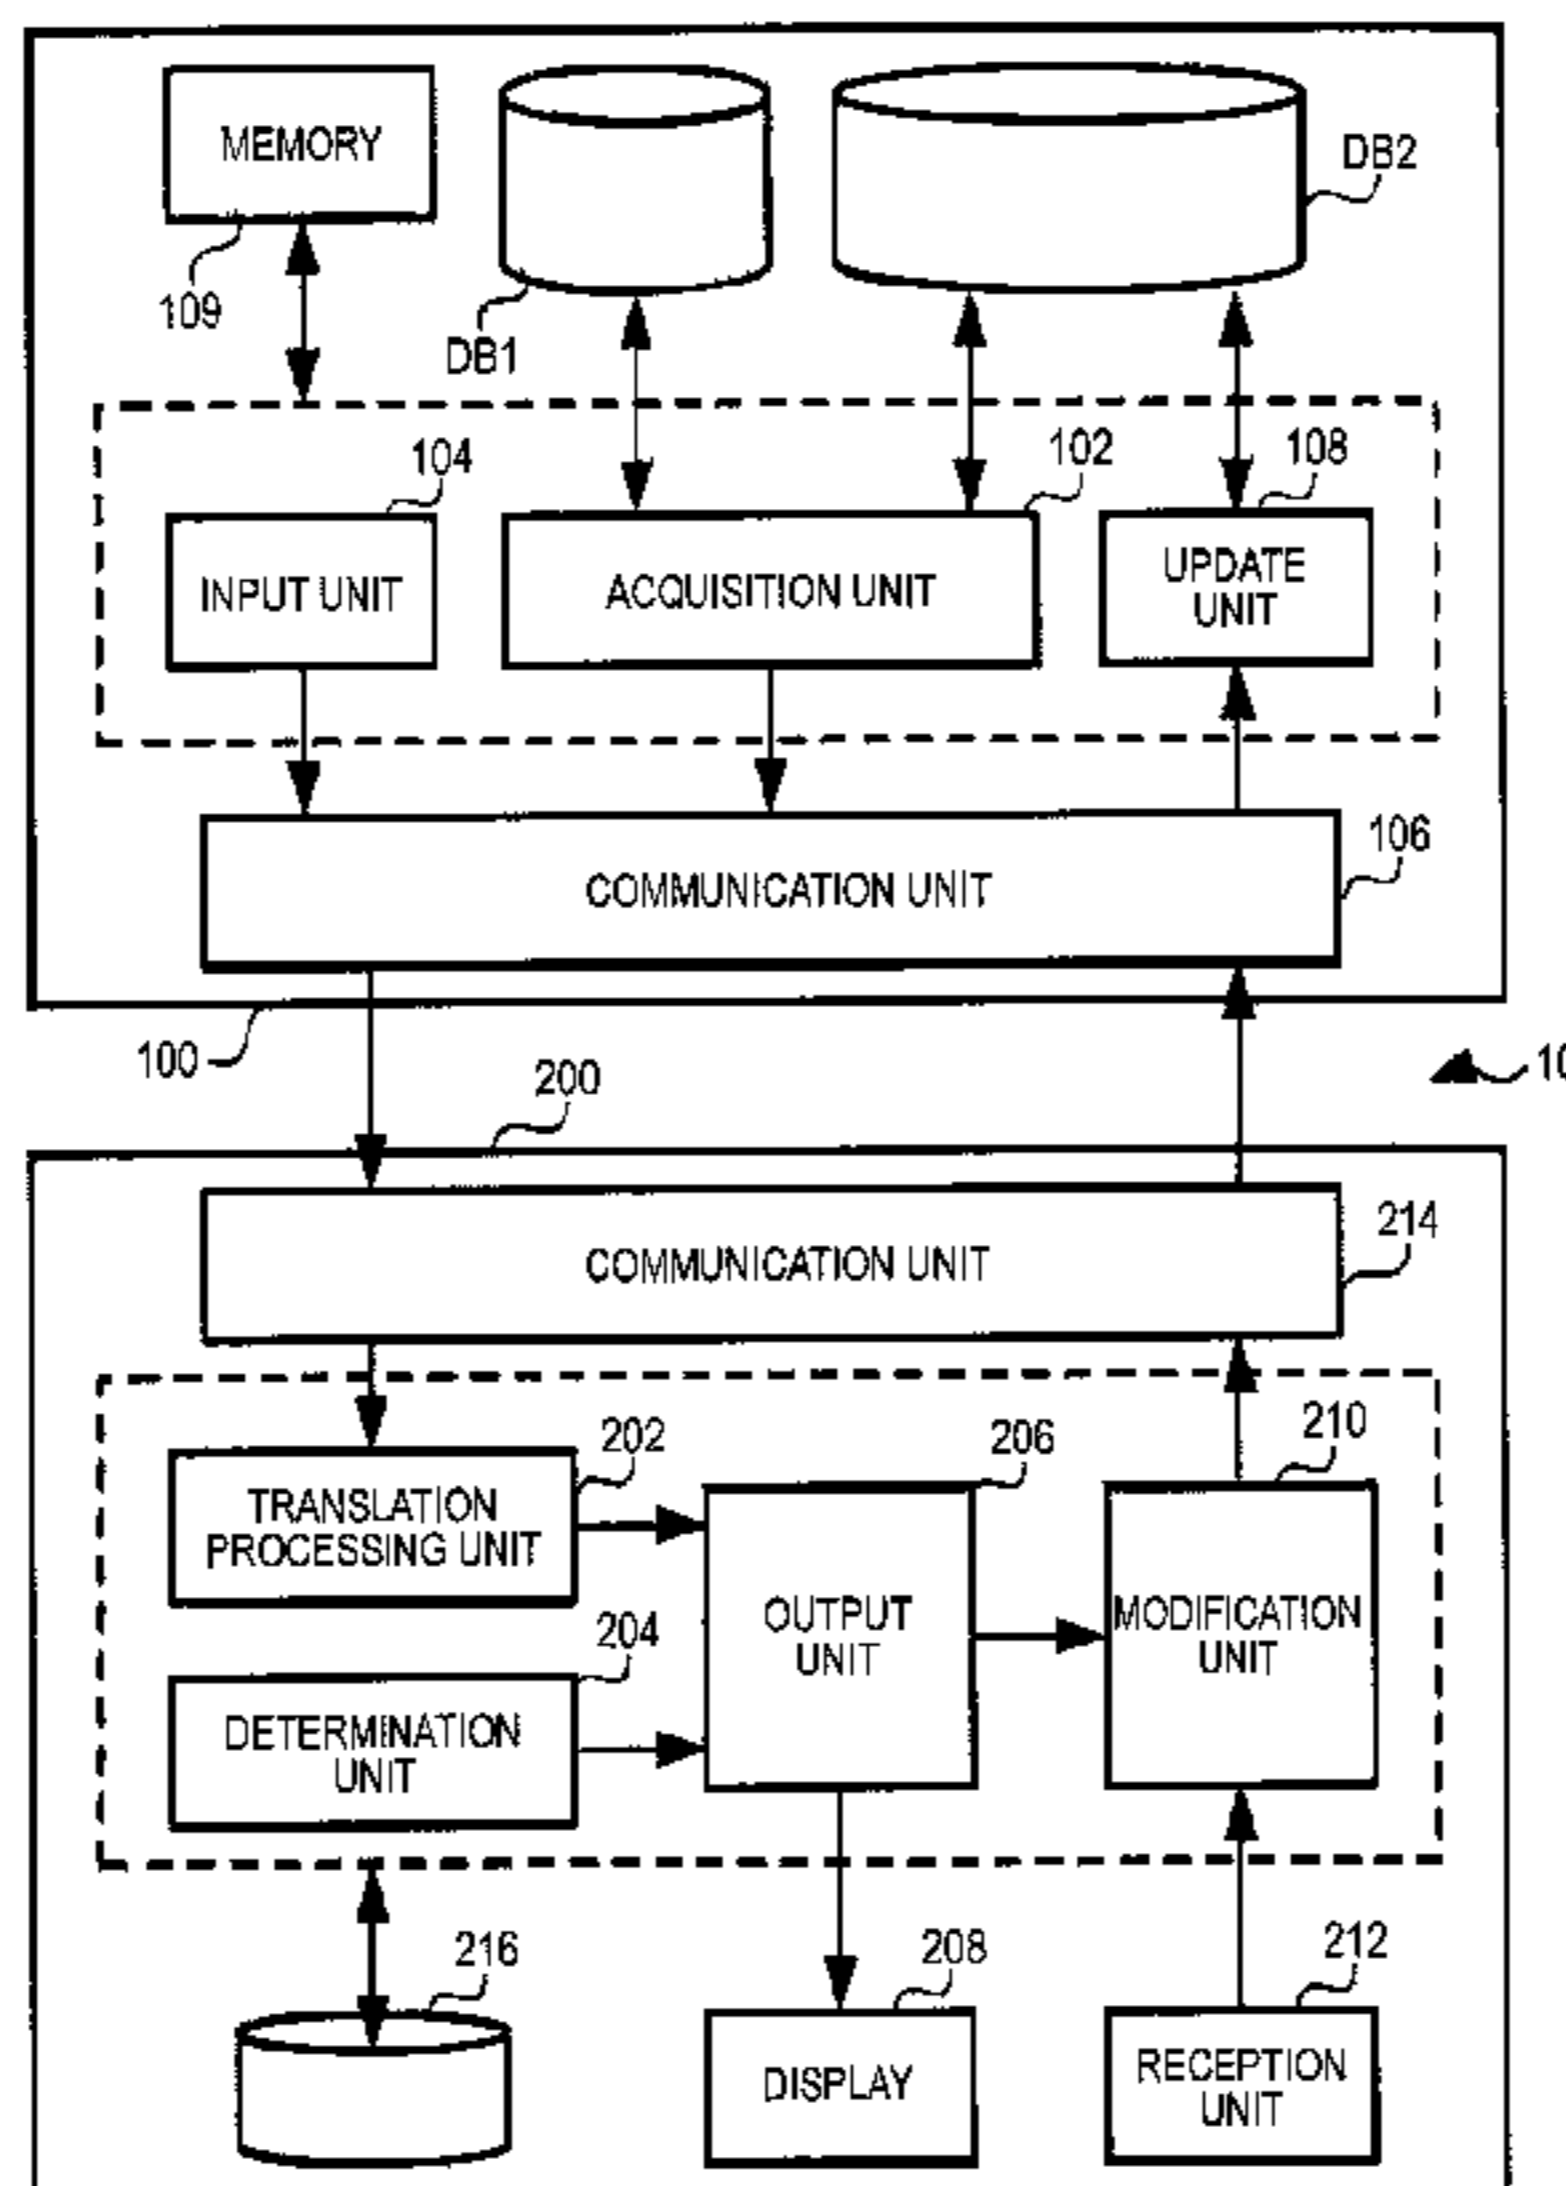 MEMORY
DB2
109
DB1
104
102
108
INPUT UNIT
ACQUISITION UNIT
UPDATE
UNIT
106
COMMUNICATION UNIT
100
200
214
COMMUNICATION UNIT
202
206
210
TRANSLATION
PROCESSING UNIT
OUTPUT
UNIT
MODIFICATION
UNIT
204
DETERMINATION
UNIT
216
208
212
DISPLAY
RECEPTION
UNIT